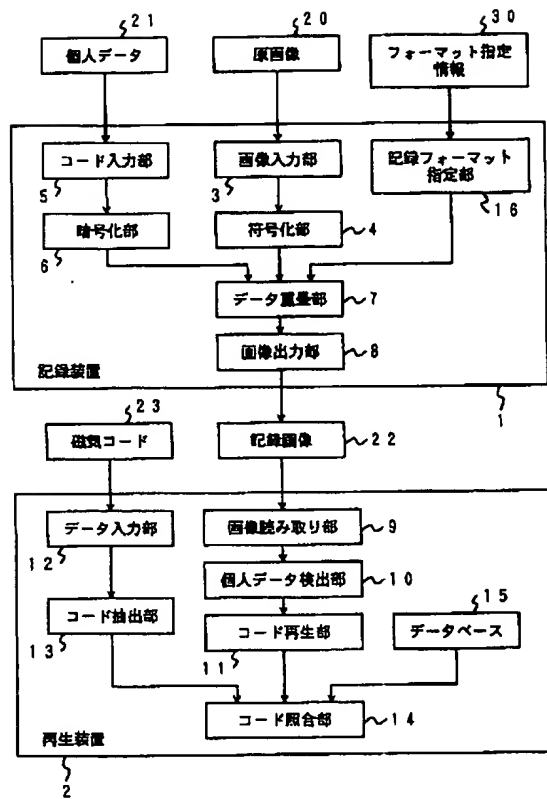 21
20
30
個人データ
原画像
フォーマット指定
情報
コード入力部
画像入力部
記録フォーマット
指定部
5
3
16
暗号化部
符号化部
4
6
データ重畳部
7
画像出力部
8
記録装置
1
23
磁気コード
記録画像
22
データ入力部
画像読み取り部
9
12
個人データ検出部
10
15
コード抽出部
コード再生部
データベース
13
11
コード照合部
14
再生装置
2